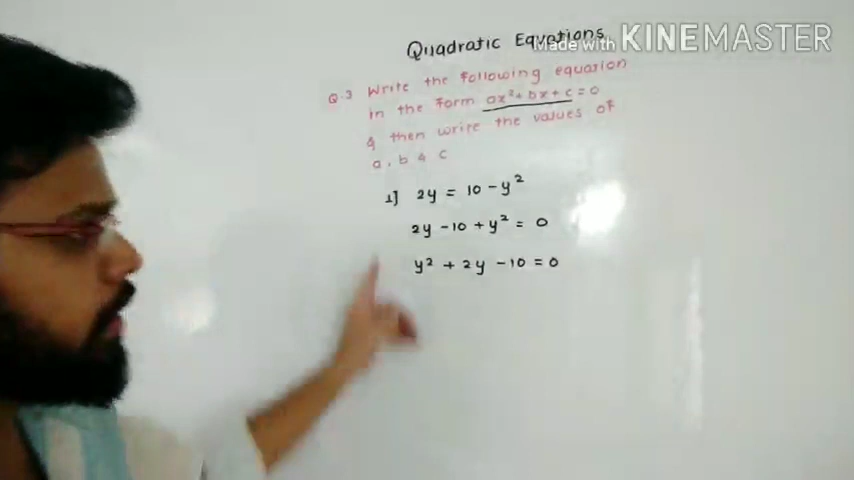 Quadratic Equations
Made with KINEMASTER
Q.3 Write the following equation
in the form ax²+bx+c=0
& then write the values of
a, b & c
1] 2y = 10 - y²
2y - 10 + y² = 0
y² + 2y - 10 = 0